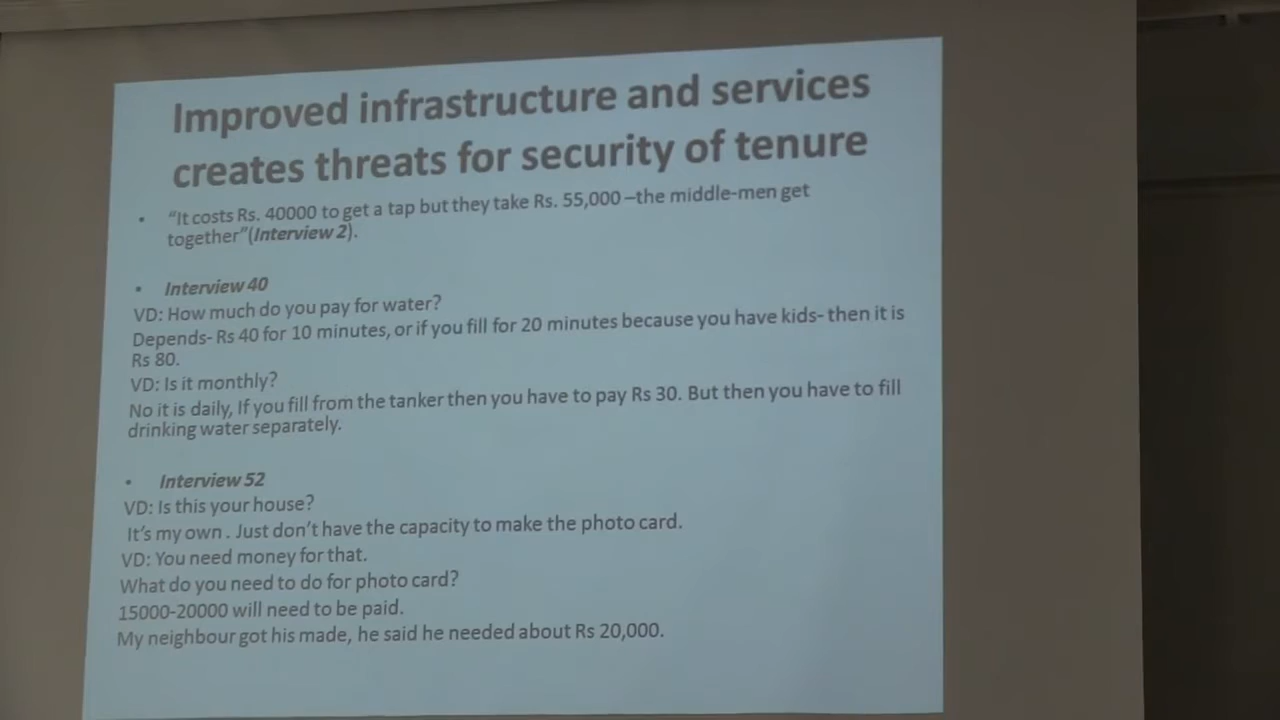 Improved infrastructure and services
creates threats for security of tenure
• "It costs Rs. 40000 to get a tap but they take Rs. 55,000 –the middle-men get
together"(Interview 2).
• Interview 40
VD: How much do you pay for water?
Depends- Rs 40 for 10 minutes, or if you fill for 20 minutes because you have kids- then it is
Rs 80.
VD: Is it monthly?
No it is daily, If you fill from the tanker then you have to pay Rs 30. But then you have to fill
drinking water separately.
• Interview 52
VD: Is this your house?
It's my own . Just don't have the capacity to make the photo card.
VD: You need money for that.
What do you need to do for photo card?
15000-20000 will need to be paid.
My neighbour got his made, he said he needed about Rs 20,000.